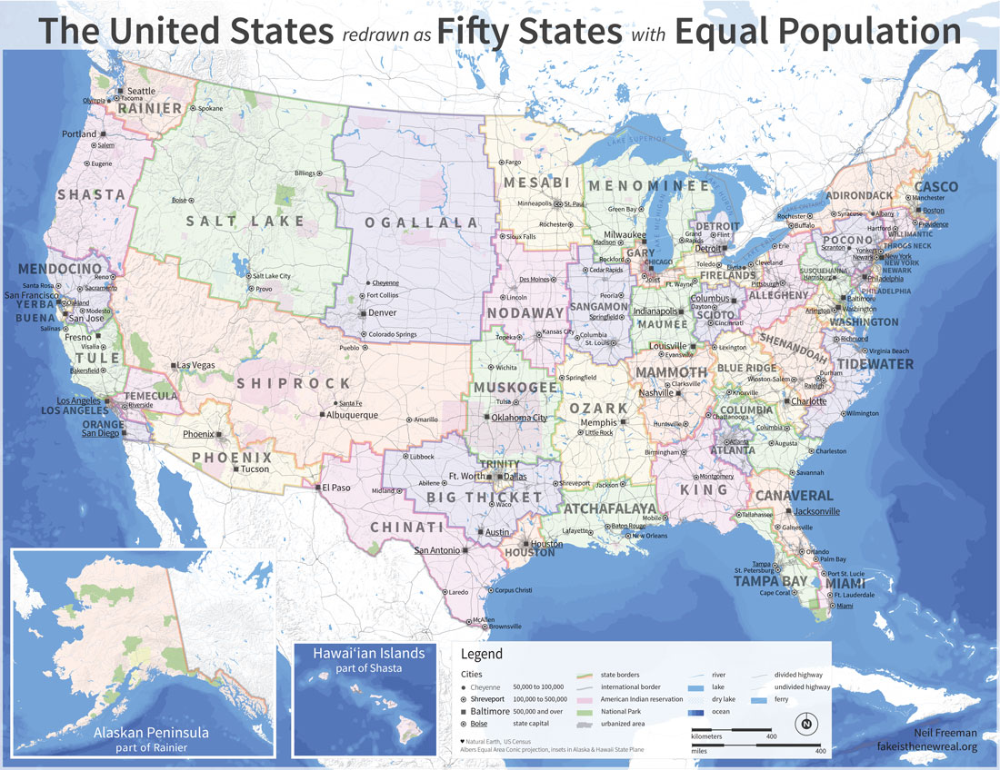 The United States redrawn as Fifty States with Equal Population
Seattle
Olympia
Tacoma
RAINIER
Spokane
Portland
Salem
Eugene
SHASTA
Billings
Boise
SALT LAKE
OGALLALA
Salt Lake City
Provo
Cheyenne
Fort Collins
Denver
Colorado Springs
Pueblo
MENDOCINO
Reno
Santa Rosa
Sacramento
San Francisco
Oakland
YERBA
BUENA
Modesto
San Jose
Salinas
Fresno
Visalia
TULE
Bakersfield
Las Vegas
SHIPROCK
Santa Fe
Albuquerque
Amarillo
TEMECULA
Riverside
Los Angeles
LOS ANGELES
ORANGE
San Diego
Phoenix
PHOENIX
Tucson
El Paso
LAKE SUPERIOR
LAKE MICHIGAN
LAKE HURON
LAKE ONTARIO
Fargo
MESABI
Minneapolis
St. Paul
Rochester
Sioux Falls
MENOMINEE
Green Bay
Milwaukee
Madison
GARY
Rockford
CHICAGO
Joliet
Grand
Rapids
DETROIT
Flint
Detroit
Toledo
Elyria
Cleveland
Ft. Wayne
FIRELANDS
Des Moines
Cedar Rapids
Lincoln
NODAWAY
Peoria
SANGAMON
Springfield
Indianapolis
MAUMEE
Columbus
Dayton
SCIOTO
Cincinnati
Topeka
Kansas City
Columbia
St. Louis
Louisville
Evansville
Lexington
Wichita
MUSKOGEE
Tulsa
Oklahoma City
Springfield
OZARK
Memphis
Little Rock
MAMMOTH
Clarksville
Nashville
Huntsville
BLUE RIDGE
Winston-Salem
Knoxville
Chattanooga
COLUMBIA
Charlotte
Columbia
Atlanta
ATLANTA
Augusta
Charleston
Savannah
Birmingham
Montgomery
KING
Lubbock
Midland
Abilene
TRINITY
Ft. Worth
Dallas
Waco
BIG THICKET
Austin
CHINATI
San Antonio
Houston
HOUSTON
Laredo
Corpus Christi
McAllen
Brownsville
Shreveport
Jackson
ATCHAFALAYA
Mobile
Lafayette
Baton Rouge
New Orleans
CANAVERAL
Jacksonville
Tallahassee
Gainesville
Orlando
Palm Bay
Tampa
St. Petersburg
TAMPA BAY
Cape Coral
Port St. Lucie
MIAMI
Ft. Lauderdale
Miami
CASCO
ADIRONDACK
Manchester
Boston
Providence
Rochester
Syracuse
Albany
Buffalo
Hartford
WILLIMANTIC
POCONO
Scranton
Yonkers
THROGS NECK
Newark
New York
NEW YORK
NEWARK
Erie
SUSQUEHANNA
Harrisburg
Philadelphia
PHILADELPHIA
Pittsburgh
ALLEGHENY
Baltimore
Arlington
Washington
WASHINGTON
SHENANDOAH
Richmond
Virginia Beach
TIDEWATER
Durham
Raleigh
Wilmington
Alaskan Peninsula
part of Rainier
Hawai‘ian Islands
part of Shasta
Legend
Cities
Cheyenne 50,000 to 100,000
Shreveport 100,000 to 500,000
Baltimore 500,000 and over
Boise state capital
state borders
international border
American Indian reservation
National Park
urbanized area
river
lake
dry lake
ocean
divided highway
undivided highway
ferry
♥ Natural Earth, US Census
Albers Equal Area Conic projection, insets in Alaska & Hawaii State Plane
N
kilometers 400
miles 400
Neil Freeman
fakeisthenewreal.org